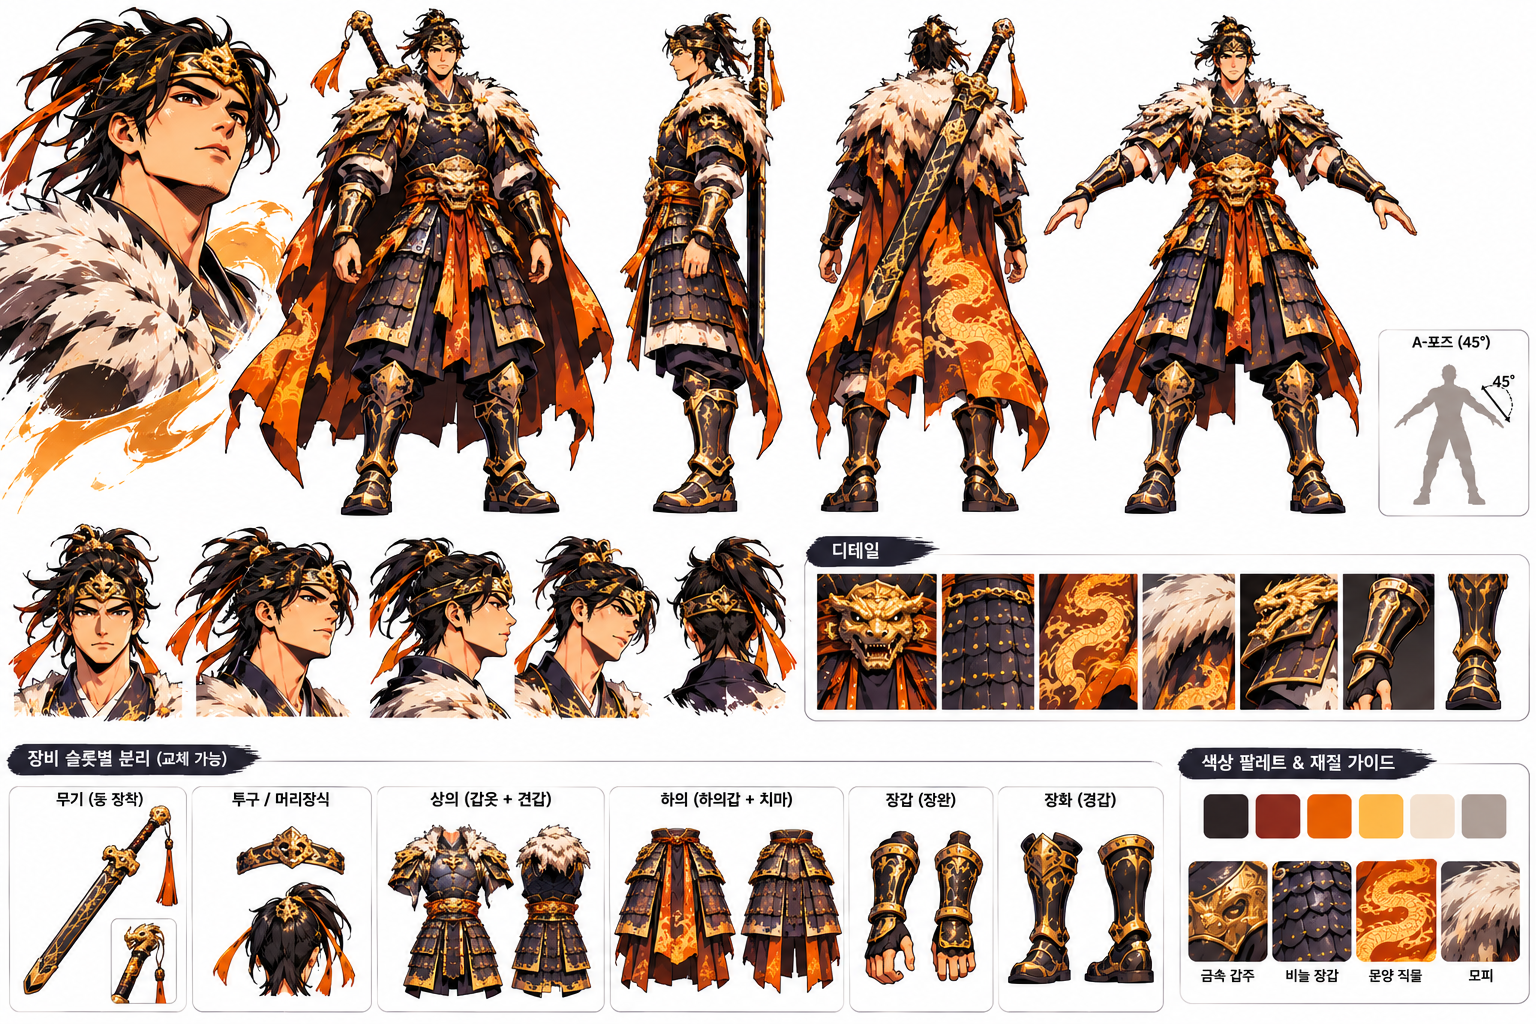 A-포즈 (45°)
45°
디테일
장비 슬롯별 분리 (교체 가능)
무기 (등 장착)
투구 / 머리장식
상의 (갑옷 + 견갑)
하의 (하의갑 + 치마)
장갑 (장완)
장화 (경갑)
색상 팔레트 & 재절 가이드
금속 갑주
비늘 장갑
문양 직물
모피